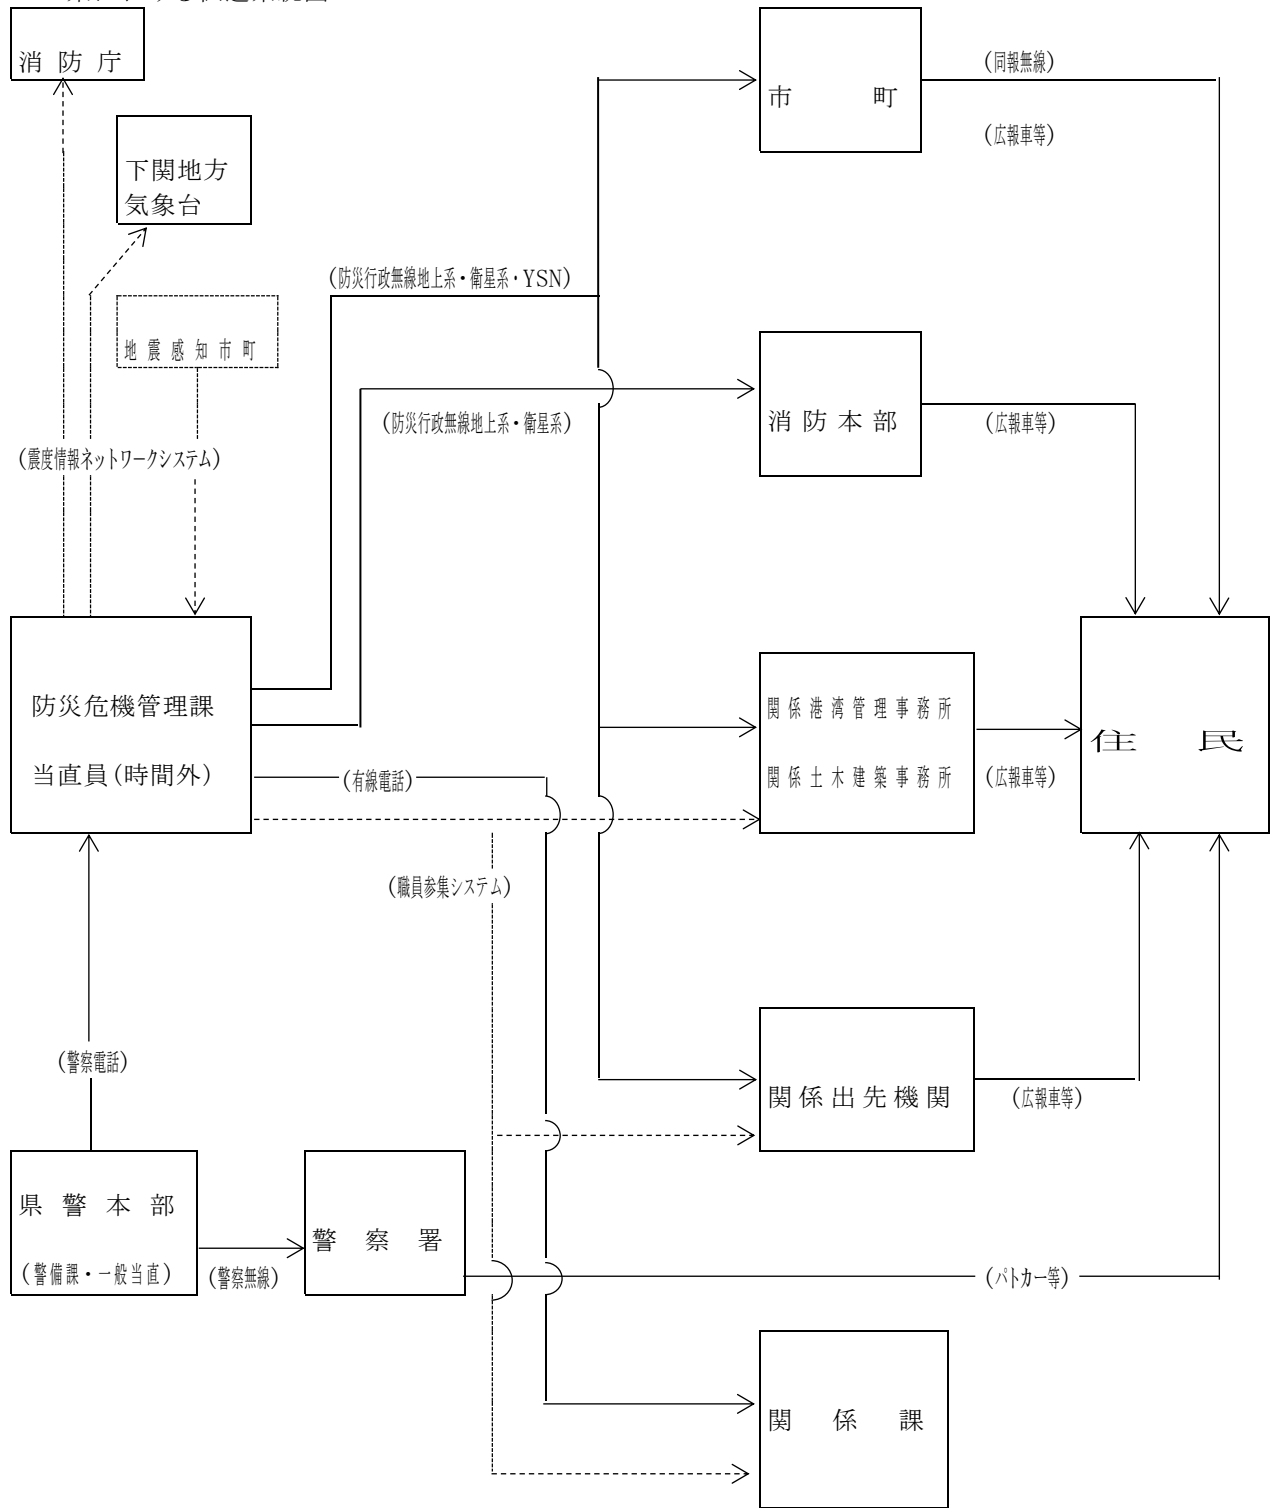 消防庁
下関地方
気象台
市町
(同報無線)
(広報車等)
(防災行政無線地上系・衛星系・YSN)
地震感知市町
(防災行政無線地上系・衛星系)
消防本部
(広報車等)
(震度情報ネットワークシステム)
防災危機管理課
当直員(時間外)
(有線電話)
関係港湾管理事務所
関係土木建築事務所
(広報車等)
住民
(職員参集システム)
(警察電話)
関係出先機関
(広報車等)
県警本部
(警備課・一般当直)
(警察無線)
警察署
(パトカー等)
関係課